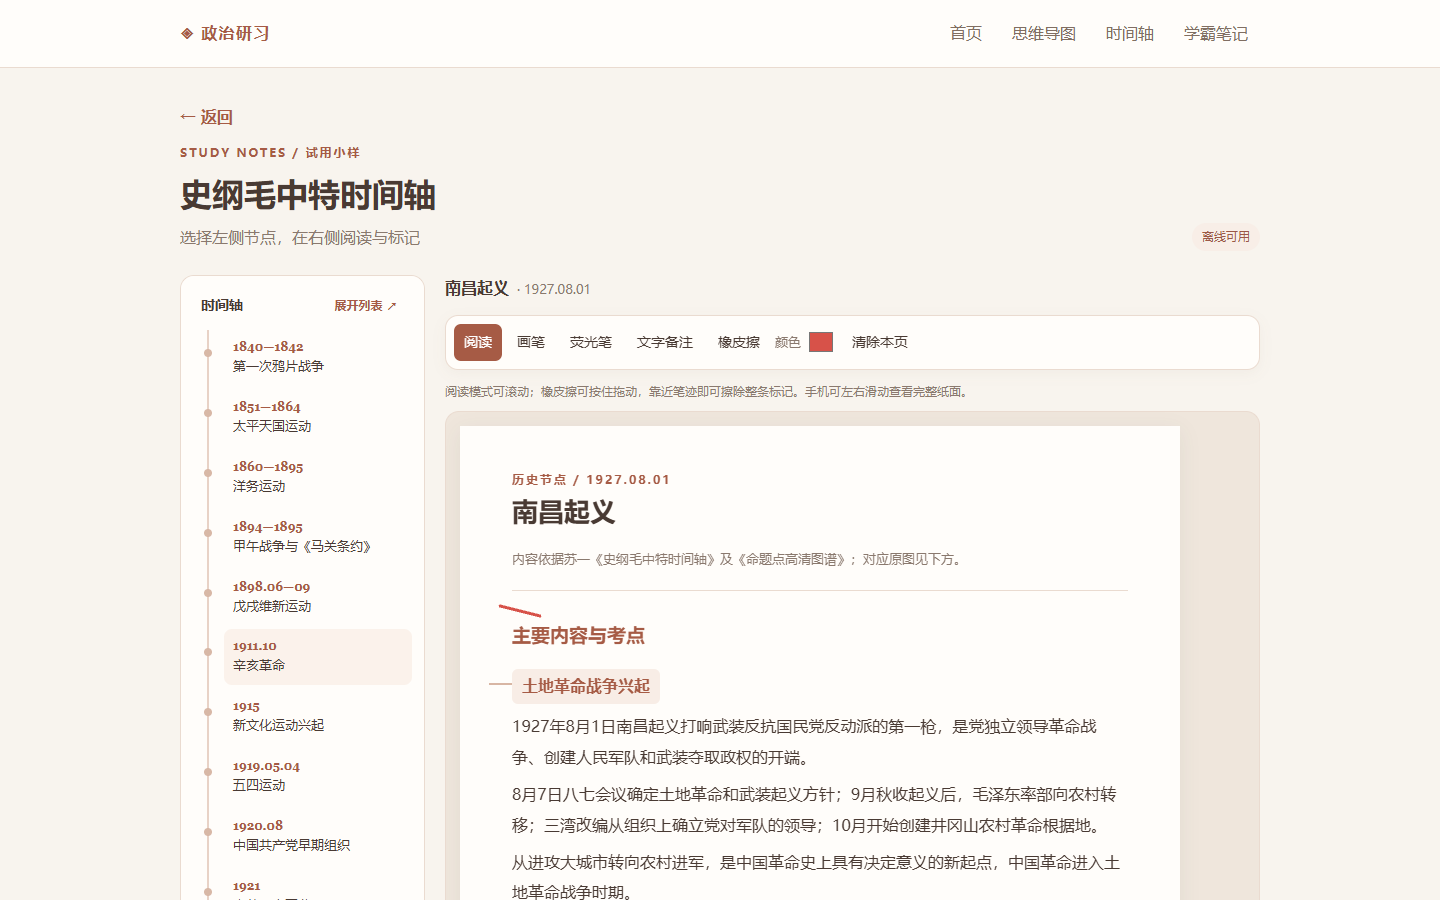 ◈ 政治研习
首页 思维导图 时间轴 学霸笔记
← 返回
STUDY NOTES / 试用小样
史纲毛中特时间轴
选择左侧节点，在右侧阅读与标记
离线可用
时间轴
展开列表 ↗
1840—1842
第一次鸦片战争
1851—1864
太平天国运动
1860—1895
洋务运动
1894—1895
甲午战争与《马关条约》
1898.06—09
戊戌维新运动
1911.10
辛亥革命
1915
新文化运动兴起
1919.05.04
五四运动
1920.08
中国共产党早期组织
1921
南昌起义 · 1927.08.01
阅读 画笔 荧光笔 文字备注 橡皮擦 颜色 清除本页
阅读模式可滚动；橡皮擦可按住拖动，靠近笔迹即可擦除整条标记。手机可左右滑动查看完整纸面。
历史节点 / 1927.08.01
南昌起义
内容依据苏一《史纲毛中特时间轴》及《命题点高清图谱》；对应原图见下方。
主要内容与考点
土地革命战争兴起
1927年8月1日南昌起义打响武装反抗国民党反动派的第一枪，是党独立领导革命战
争、创建人民军队和武装夺取政权的开端。
8月7日八七会议确定土地革命和武装起义方针；9月秋收起义后，毛泽东率部向农村转
移；三湾改编从组织上确立党对军队的领导；10月开始创建井冈山农村革命根据地。
从进攻大城市转向农村进军，是中国革命史上具有决定意义的新起点，中国革命进入土
地革命战争时期。